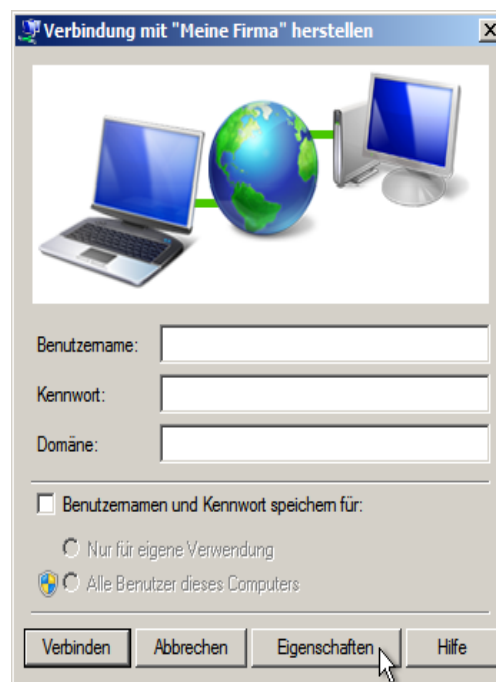 Verbindung mit "Meine Firma" herstellen
Benutzername:
Kennwort:
Domäne:
Benutzernamen und Kennwort speichern für:
Nur für eigene Verwendung
Alle Benutzer dieses Computers
Verbinden Abbrechen Eigenschaften Hilfe